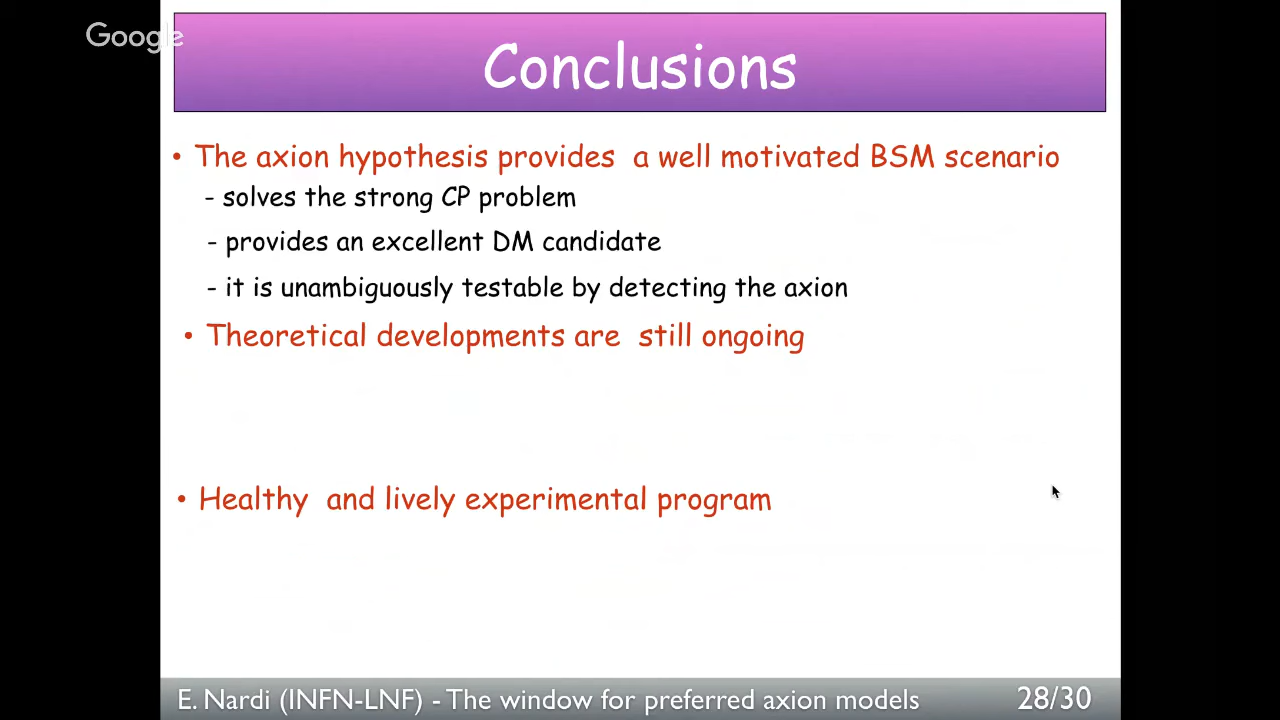 Google
Conclusions
• The axion hypothesis provides a well motivated BSM scenario
- solves the strong CP problem
- provides an excellent DM candidate
- it is unambiguously testable by detecting the axion
• Theoretical developments are still ongoing
• Healthy and lively experimental program
E. Nardi (INFN-LNF) - The window for preferred axion models 28/30